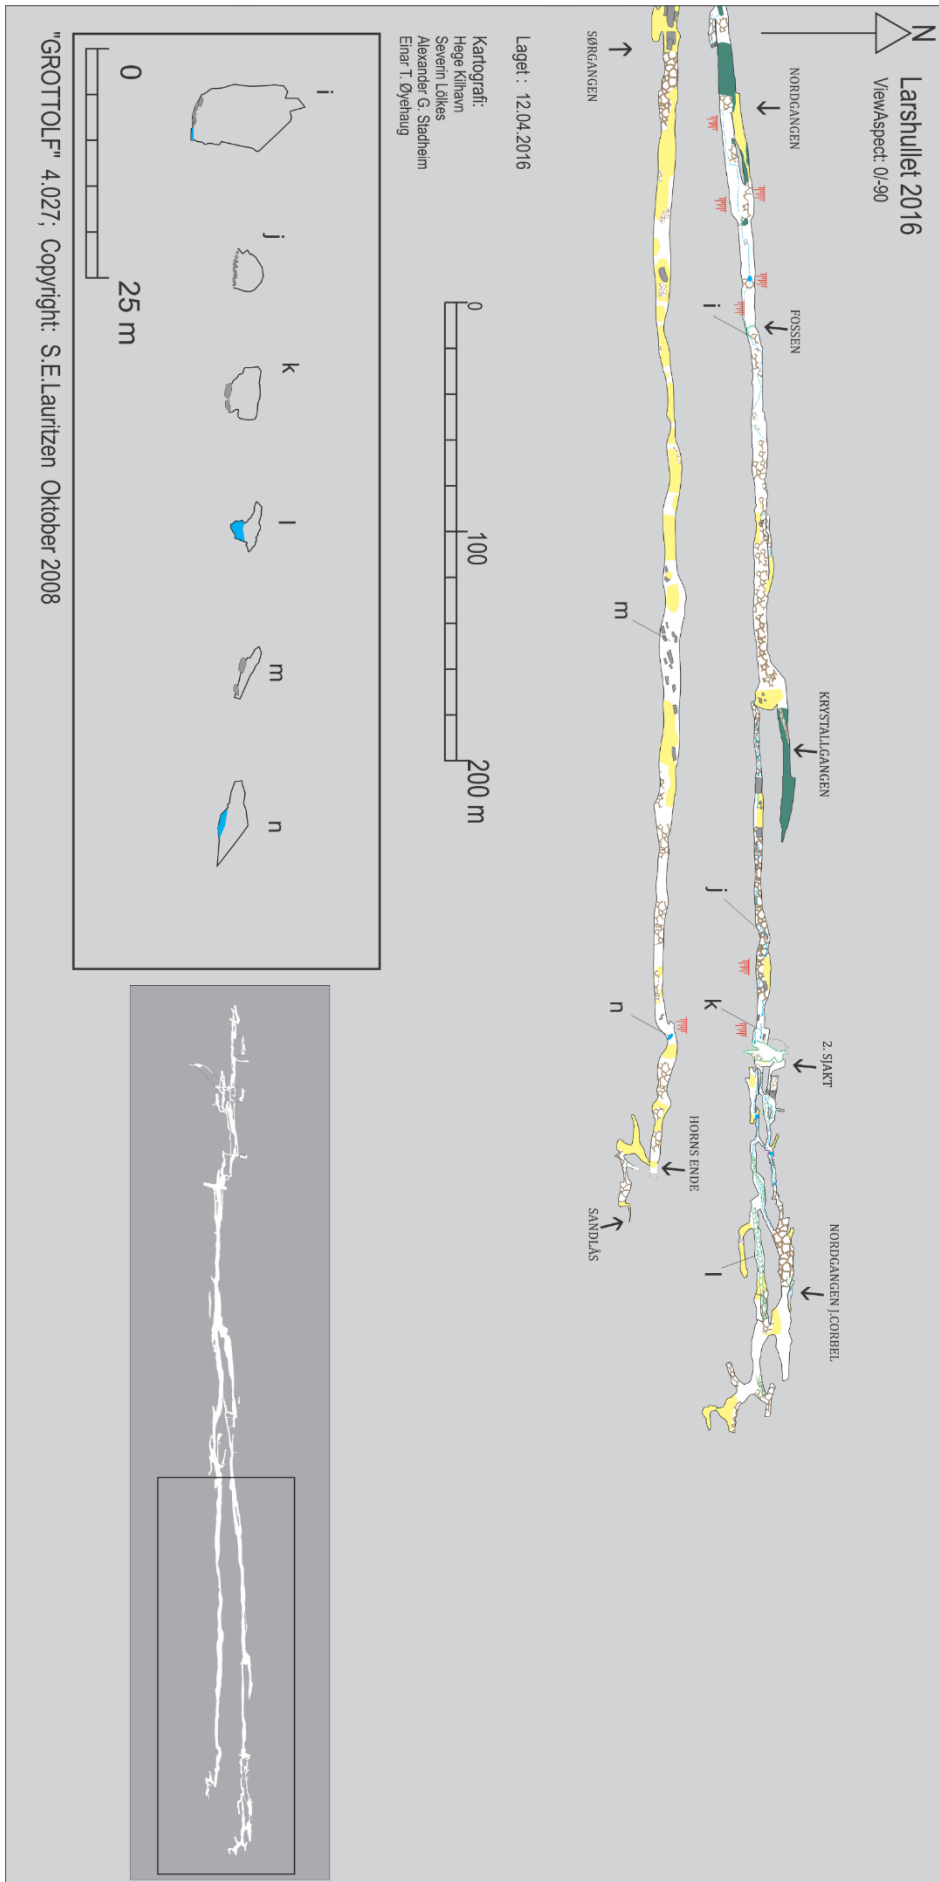 N
Larshullet 2016
ViewAspect: 0/-90
NORDGANGEN
FOSSEN
i
KRYSTALLGANGEN
j
k
2. SJAKT
NORDGANGEN J.CORBEL
l
SØRGANGEN
m
n
HORNS ENDE
SANDLÅS
Laget : 12.04.2016
Kartografi:
Hege Kilhavn
Severin Lölkes
Alexander G. Stadheim
Einar T. Øyehaug
0
100
200 m
i
j
k
l
m
n
0
25 m
"GROTTOLF" 4.027; Copyright: S.E.Lauritzen Oktober 2008